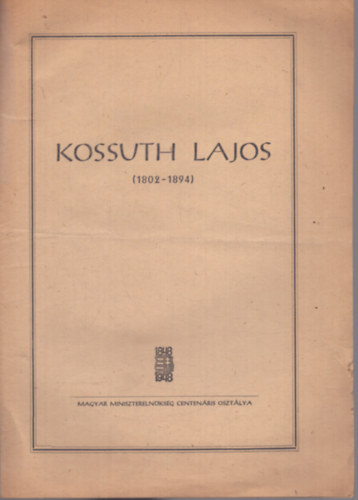 KOSSUTH LAJOS
(1802-1894)
1848
1948
MAGYAR MINISZTERELNÖKSÉG CENTENÁRIS OSZTÁLYA